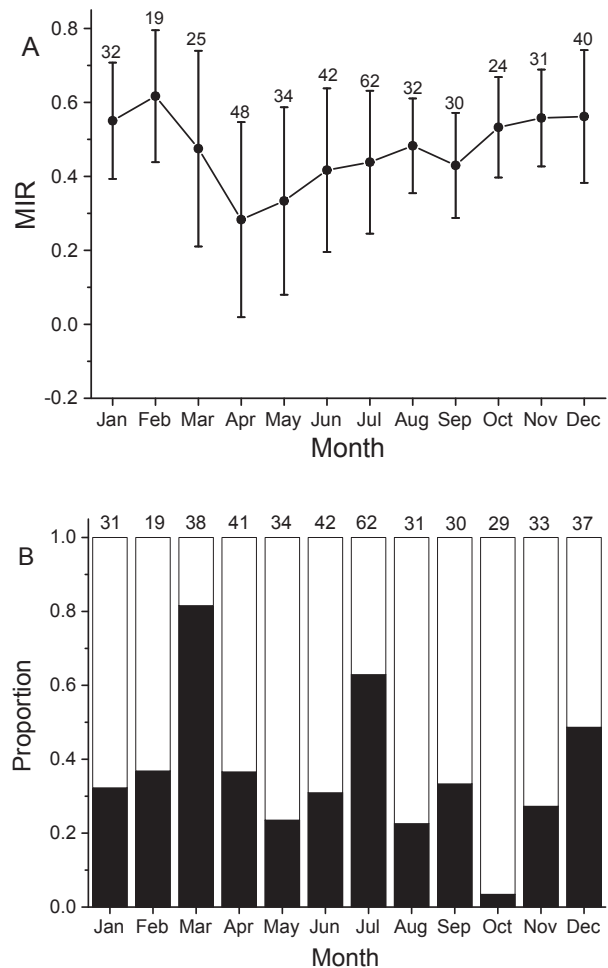 A
0.8
0.6
0.4
0.2
0.0
-0.2
MIR
32 19 25 48 34 42 62 32 30 24 31 40
Jan Feb Mar Apr May Jun Jul Aug Sep Oct Nov Dec
Month
B
31 19 38 41 34 42 62 31 30 29 33 37
1.0
0.8
0.6
0.4
0.2
0.0
Proportion
Jan Feb Mar Apr May Jun Jul Aug Sep Oct Nov Dec
Month